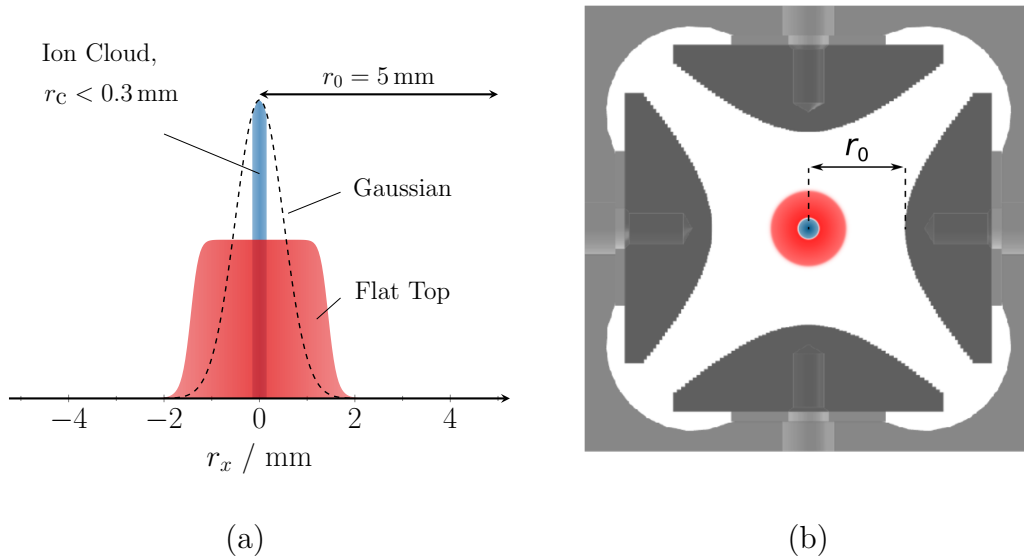 Ion Cloud,
r_C < 0.3 mm
r_0 = 5 mm
Gaussian
Flat Top
−4 −2 0 2 4
r_x / mm
r_0
(a) (b)